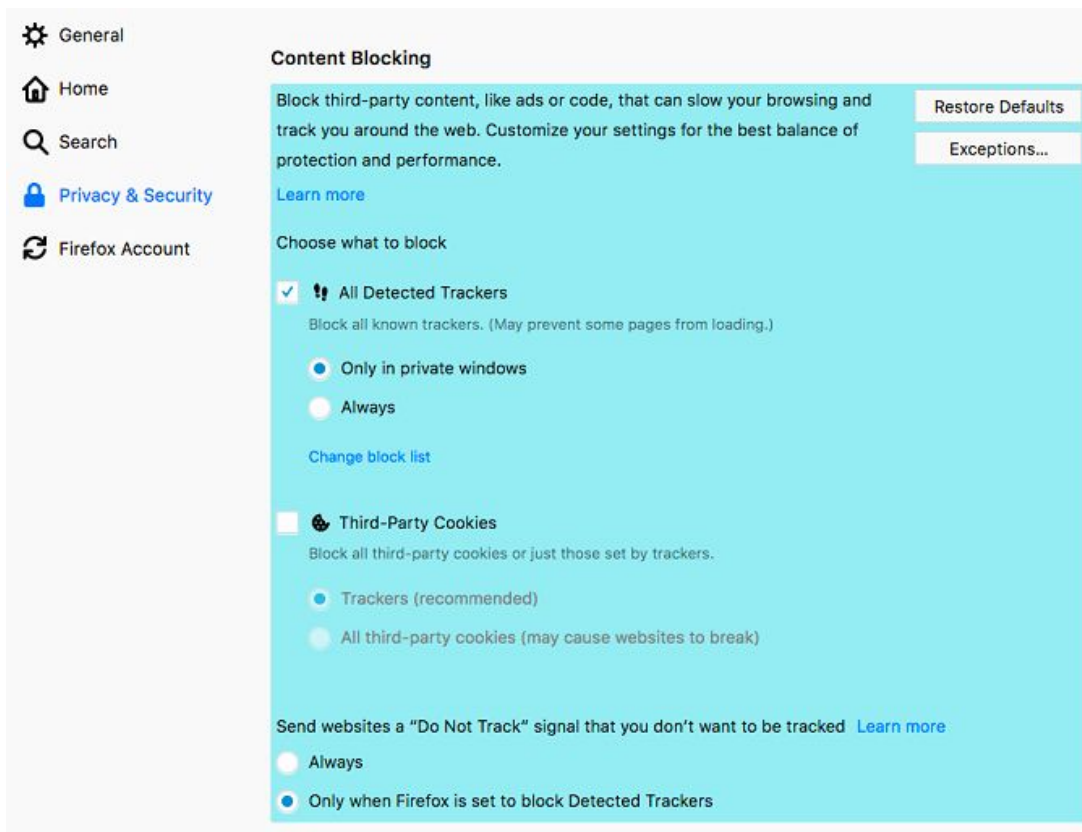 General
Home
Search
Privacy & Security
Firefox Account
Content Blocking
Block third-party content, like ads or code, that can slow your browsing and
track you around the web. Customize your settings for the best balance of
protection and performance.
Learn more
Restore Defaults
Exceptions...
Choose what to block
All Detected Trackers
Block all known trackers. (May prevent some pages from loading.)
Only in private windows
Always
Change block list
Third-Party Cookies
Block all third-party cookies or just those set by trackers.
Trackers (recommended)
All third-party cookies (may cause websites to break)
Send websites a “Do Not Track” signal that you don’t want to be tracked Learn more
Always
Only when Firefox is set to block Detected Trackers